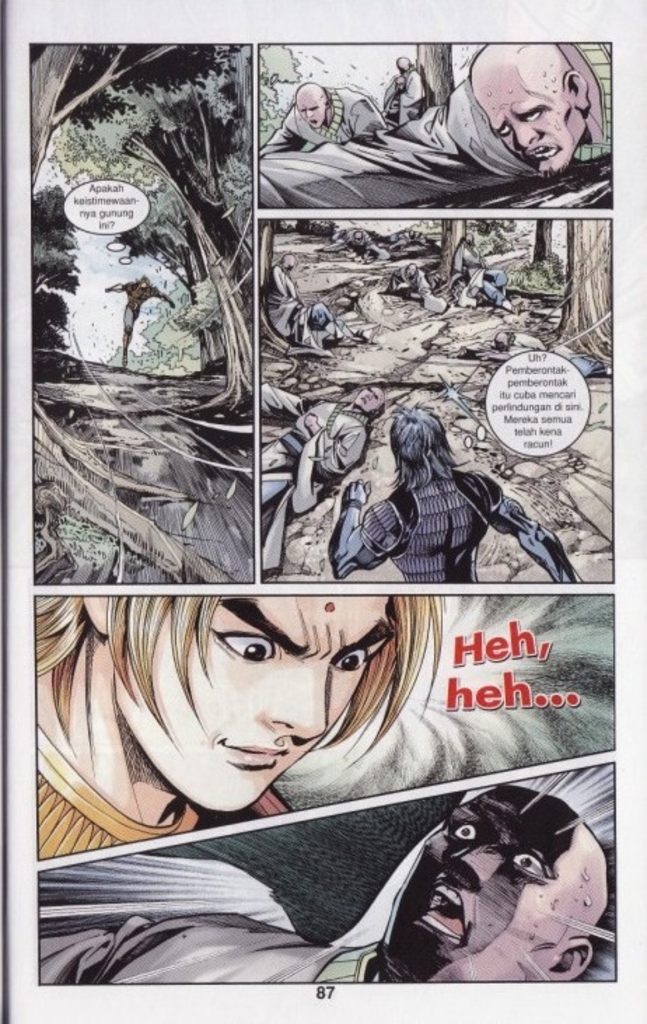 Apakah
keistimewaan-
nya gunung
ini?
Uh?
Pemberontak-
pemberontak
itu cuba mencari
perlindungan di sini.
Mereka semua
telah kena
racun!
Heh,
heh...
87